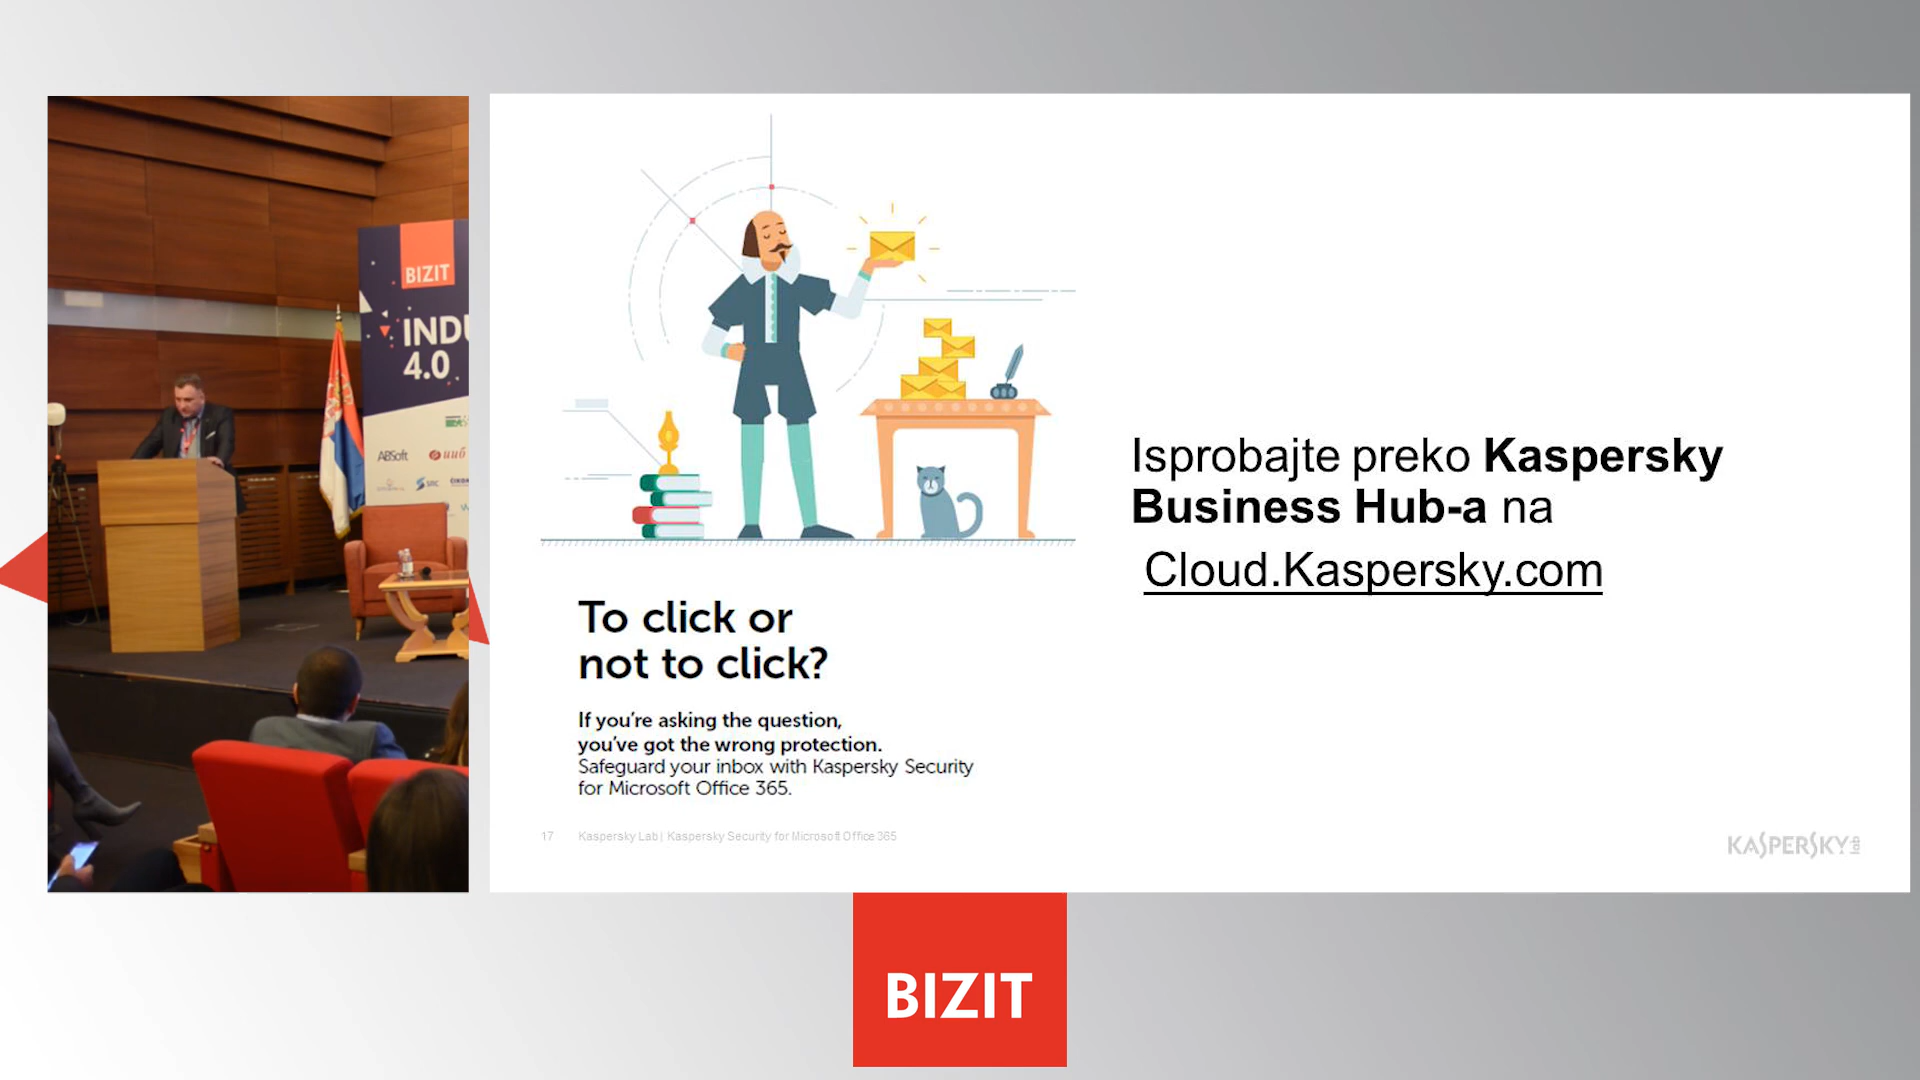 BIZIT
INDU
4.0
ABSoft
ииб
Isprobajte preko Kaspersky
Business Hub-a na
Cloud.Kaspersky.com
To click or
not to click?
If you're asking the question,
you've got the wrong protection.
Safeguard your inbox with Kaspersky Security
for Microsoft Office 365.
17 Kaspersky Lab | Kaspersky Security for Microsoft Office 365
KASPERSKY lab
BIZIT